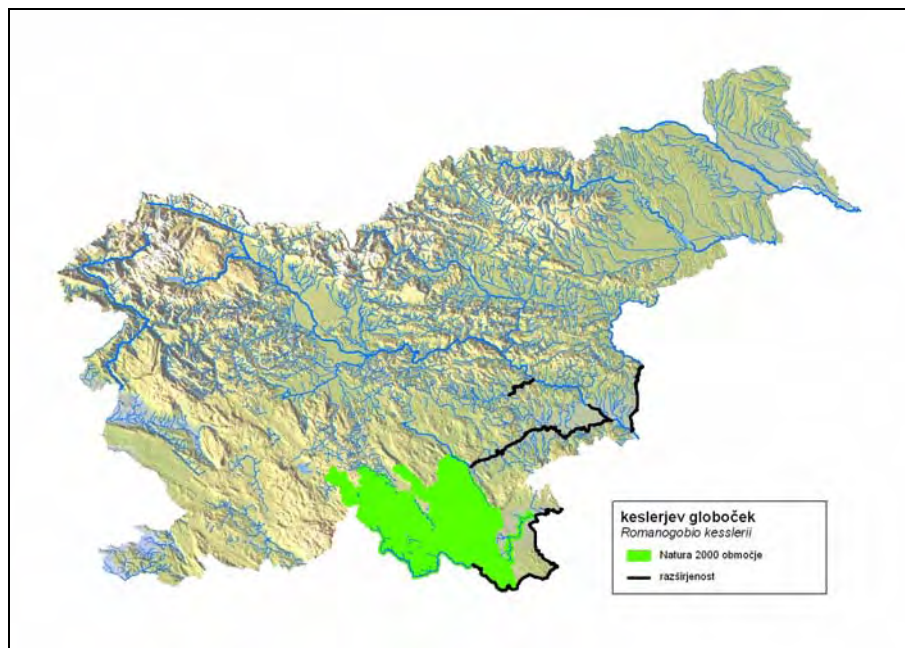 keslerjev globoček
Romanogobio kesslerii
Natura 2000 območje
razširjenost